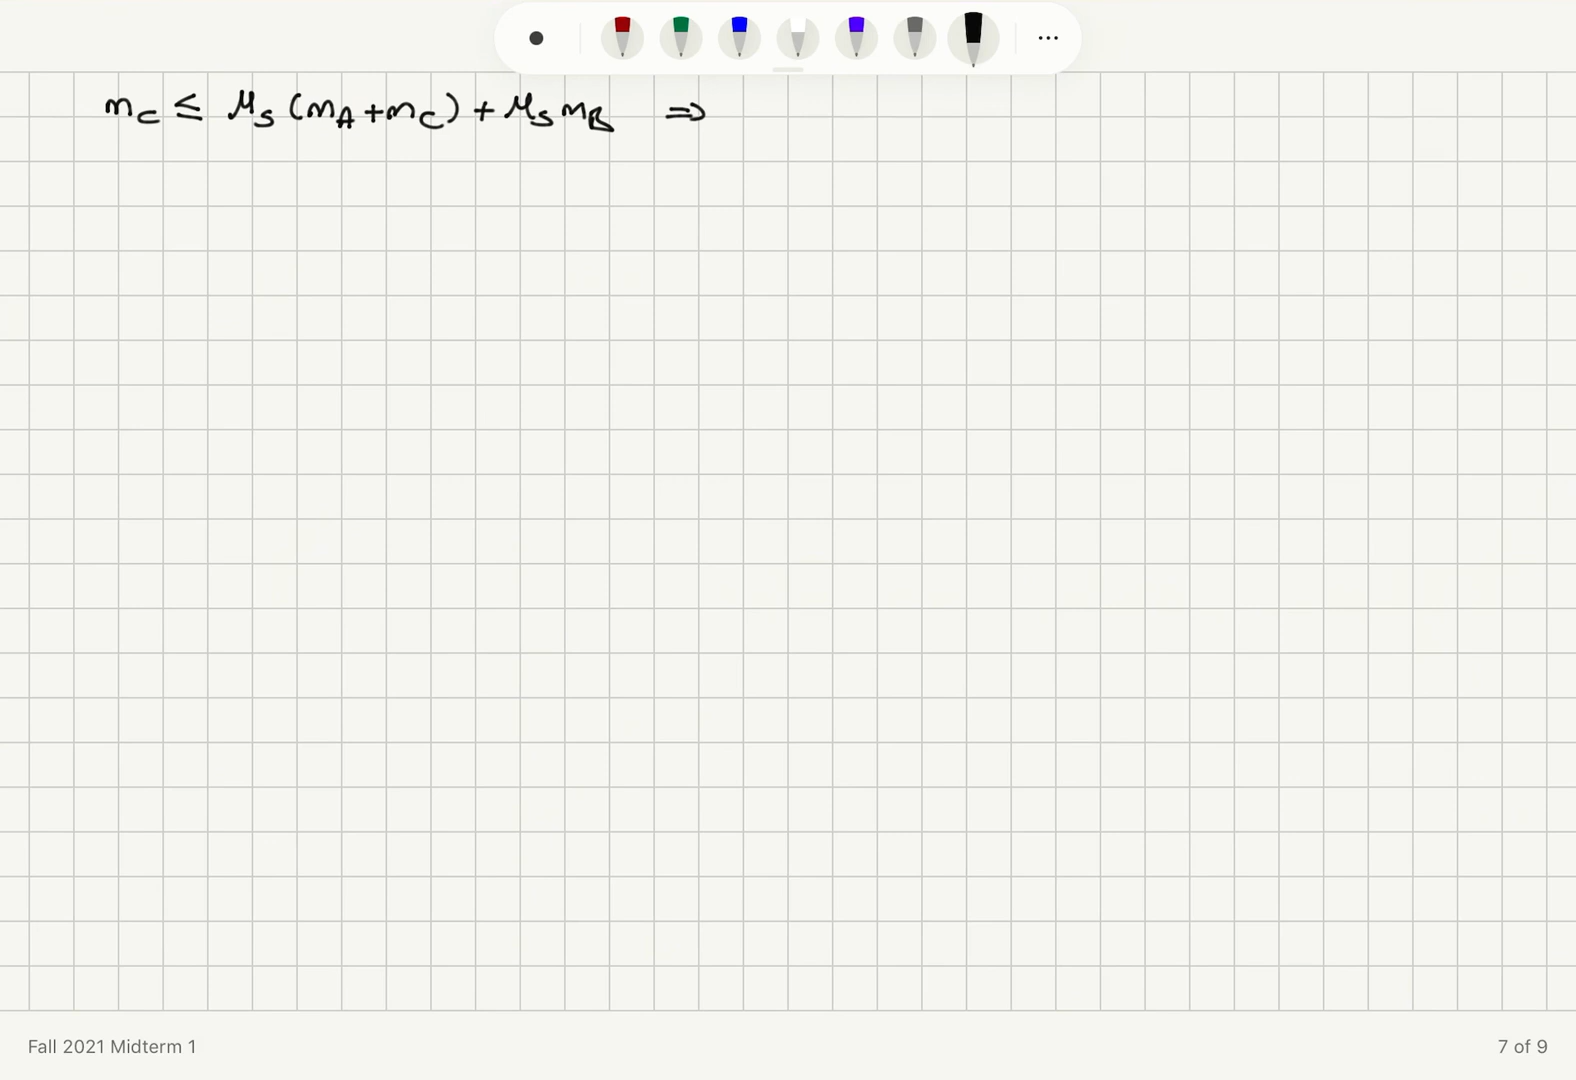 m_C ≤ μ_S (m_A + m_C) + μ_S m_B ⇒
Fall 2021 Midterm 1
7 of 9